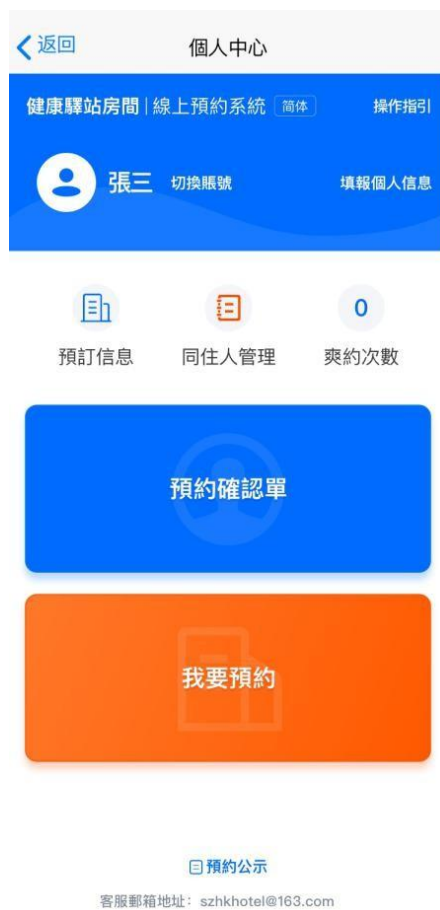 返回 個人中心
健康驛站房間|線上預約系統 简体 操作指引
張三 切換賬號 填報個人信息
0
預訂信息 同住人管理 爽約次數
預約確認單
我要預約
預約公示
客服郵箱地址：szhkhotel@163.com